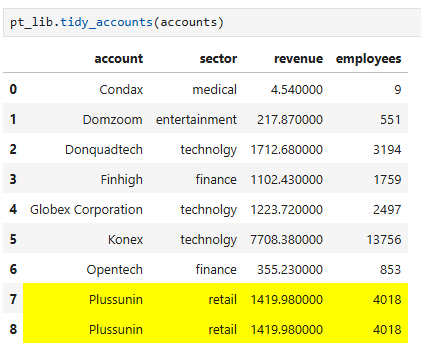 pt_lib.tidy_accounts(accounts)
account sector revenue employees
0 Condax medical 4.540000 9
1 Domzoom entertainment 217.870000 551
2 Donquadtech technolgy 1712.680000 3194
3 Finhigh finance 1102.430000 1759
4 Globex Corporation technolgy 1223.720000 2497
5 Konex technolgy 7708.380000 13756
6 Opentech finance 355.230000 853
7 Plussunin retail 1419.980000 4018
8 Plussunin retail 1419.980000 4018